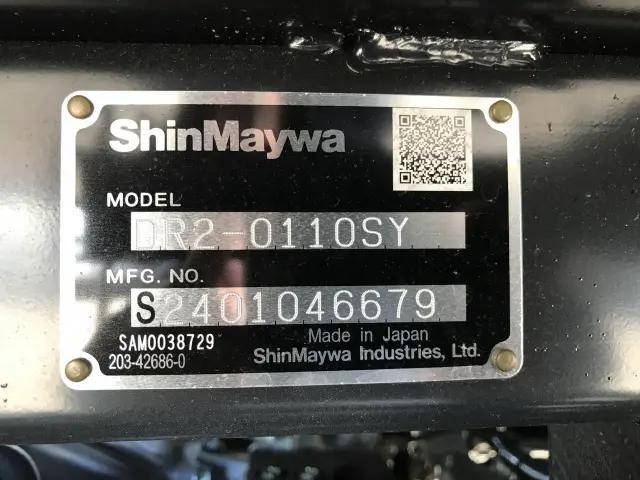 ShinMaywa
MODEL
DR2-0110SY
MFG. NO.
S2401046679
SAM0038729
Made in Japan
203-42686-0
ShinMaywa Industries, Ltd.